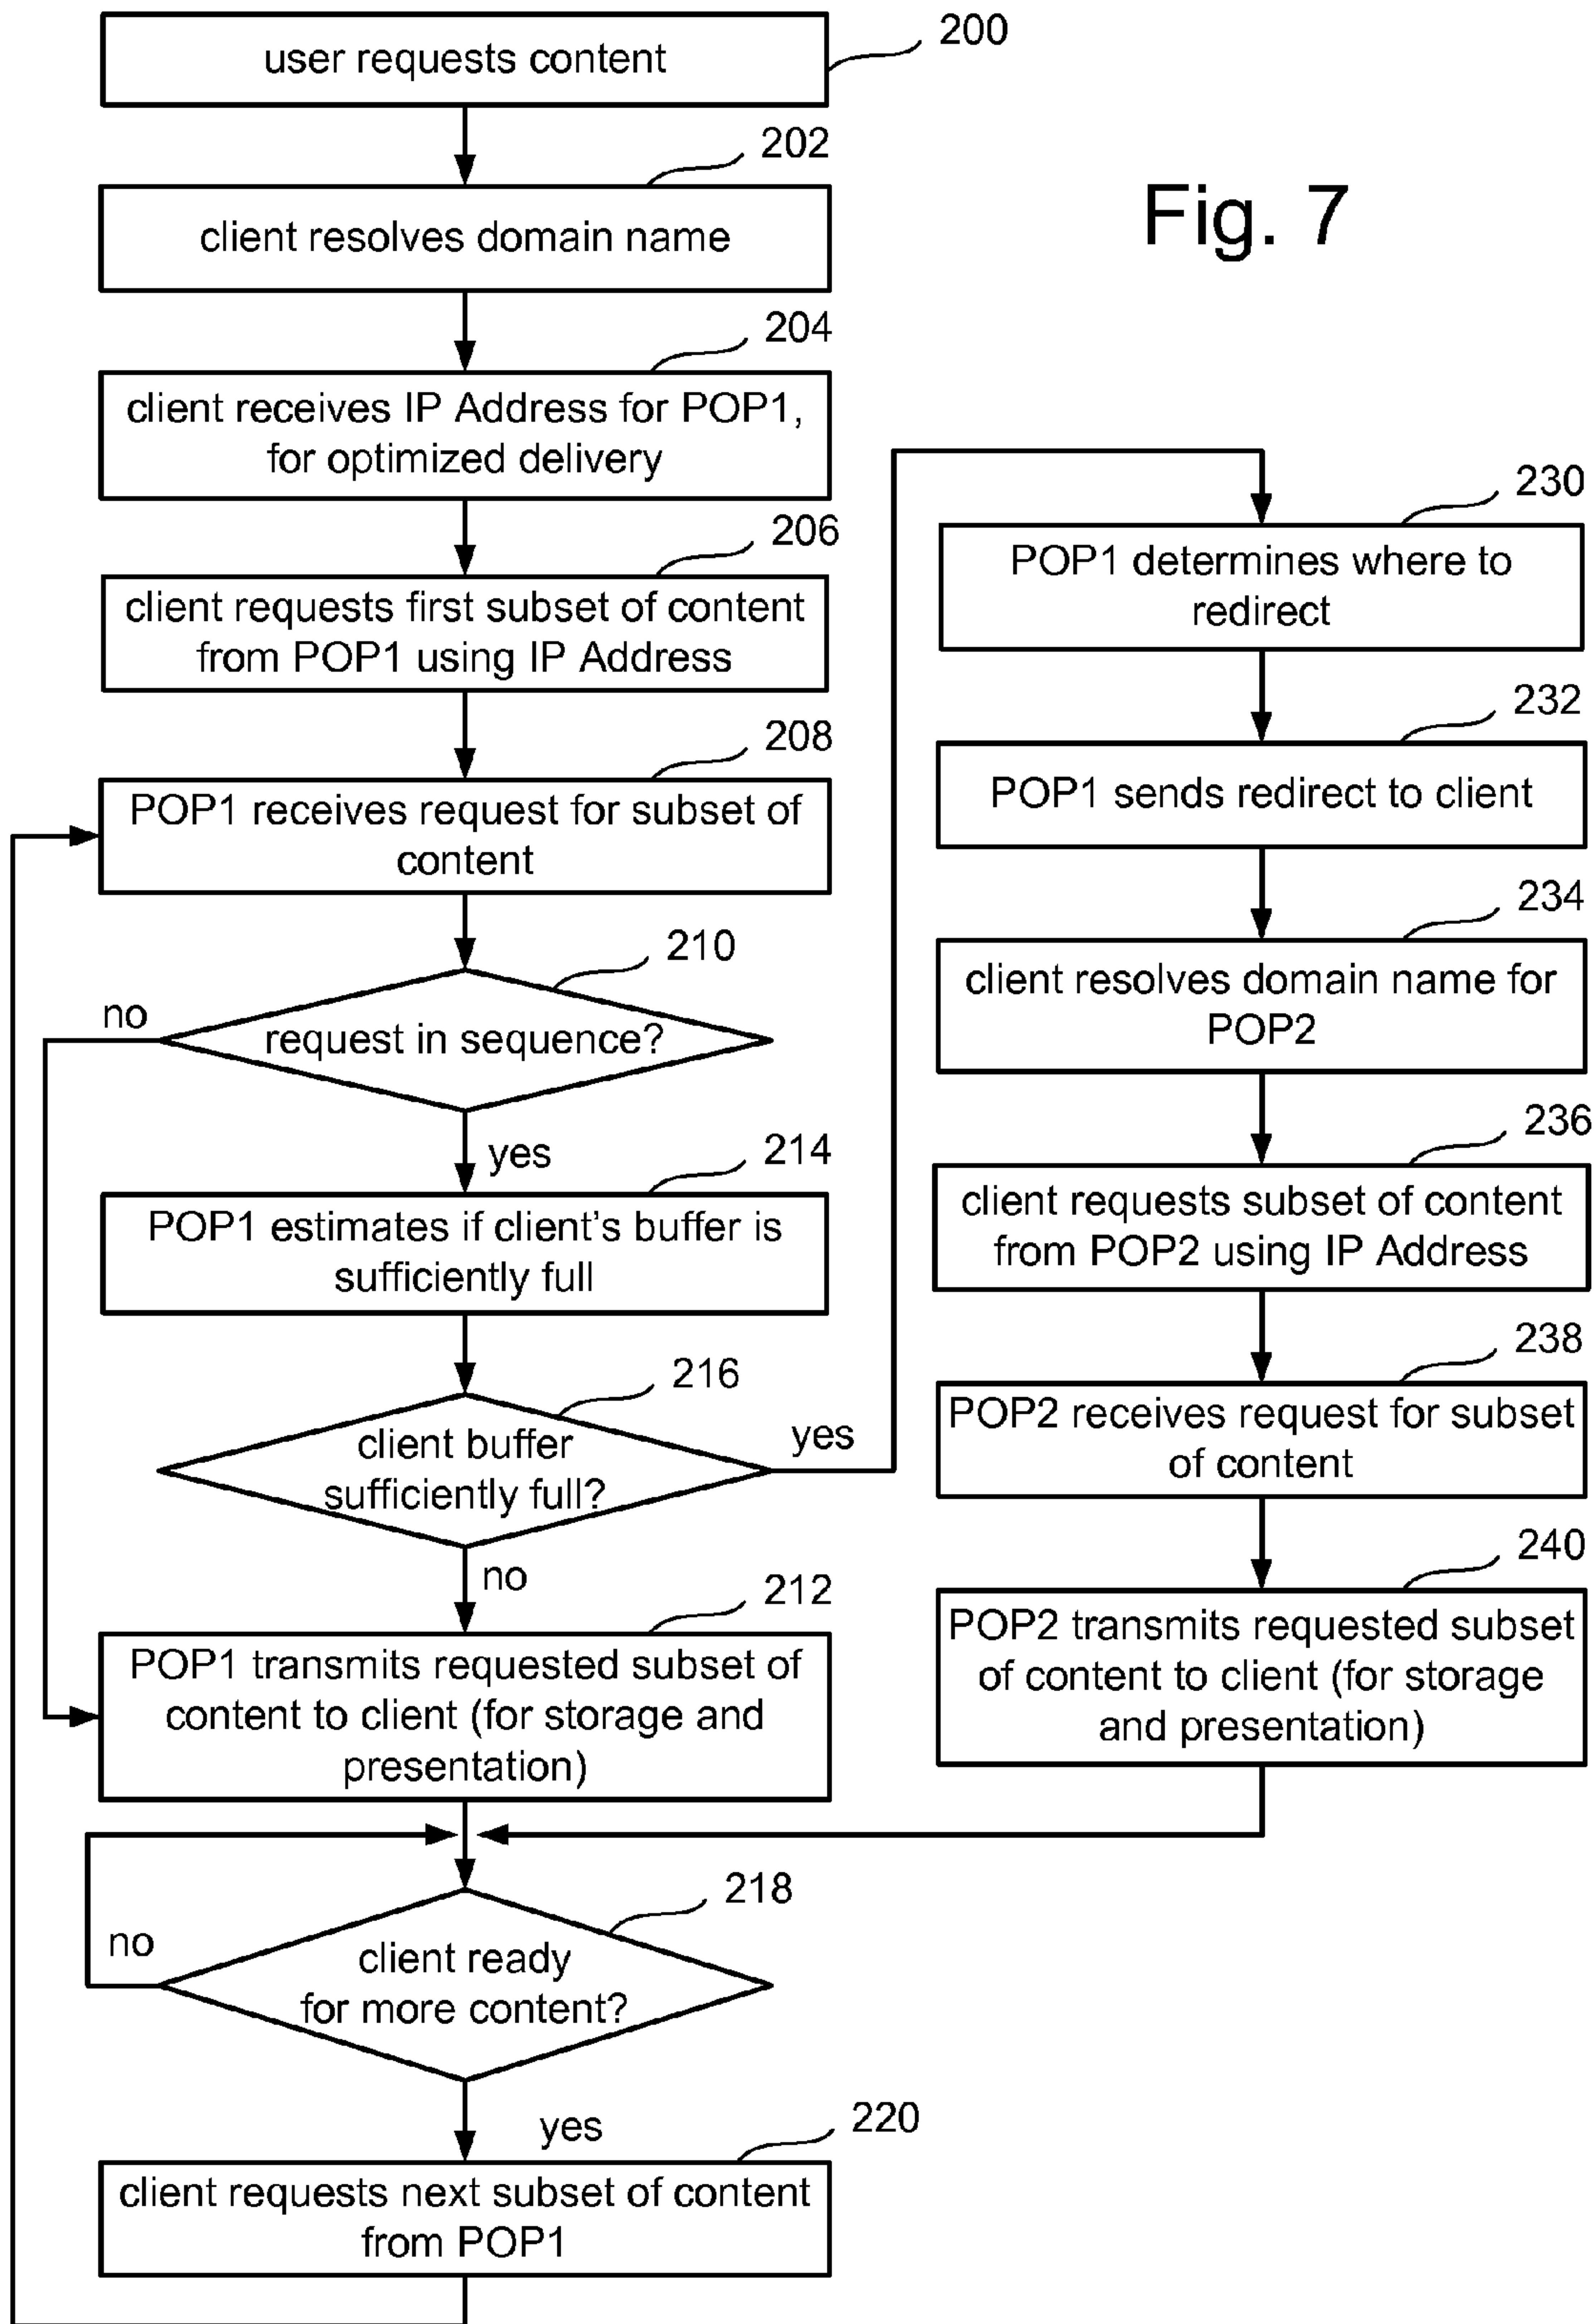 user requests content
200
202
client resolves domain name
Fig. 7
204
client receives IP Address for POP1,
for optimized delivery
206
client requests first subset of content
from POP1 using IP Address
208
POP1 receives request for subset of
content
210
no
request in sequence?
yes
214
POP1 estimates if client's buffer is
sufficiently full
216
client buffer
sufficiently full?
yes
no
212
POP1 transmits requested subset of
content to client (for storage and
presentation)
218
no
client ready
for more content?
yes
220
client requests next subset of content
from POP1
230
POP1 determines where to
redirect
232
POP1 sends redirect to client
234
client resolves domain name for
POP2
236
client requests subset of content
from POP2 using IP Address
238
POP2 receives request for subset
of content
240
POP2 transmits requested subset
of content to client (for storage
and presentation)